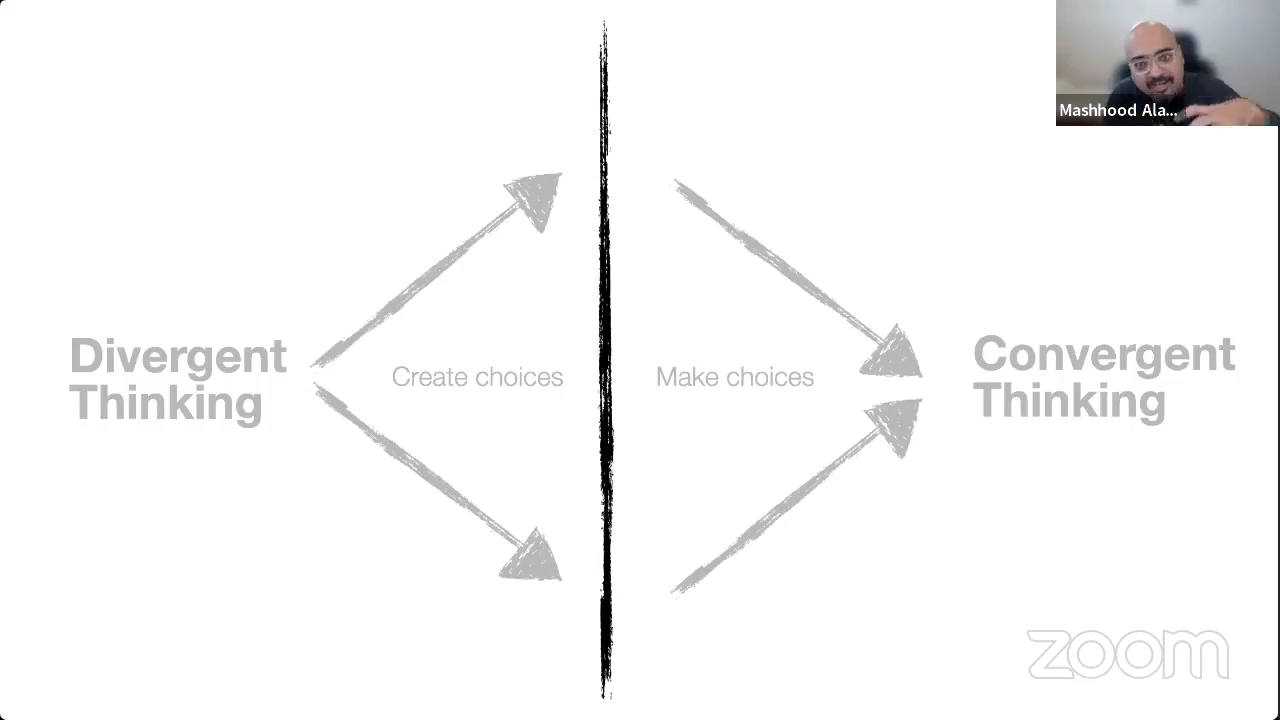 Mashhood Ala...
Divergent
Thinking
Create choices
Make choices
Convergent
Thinking
zoom